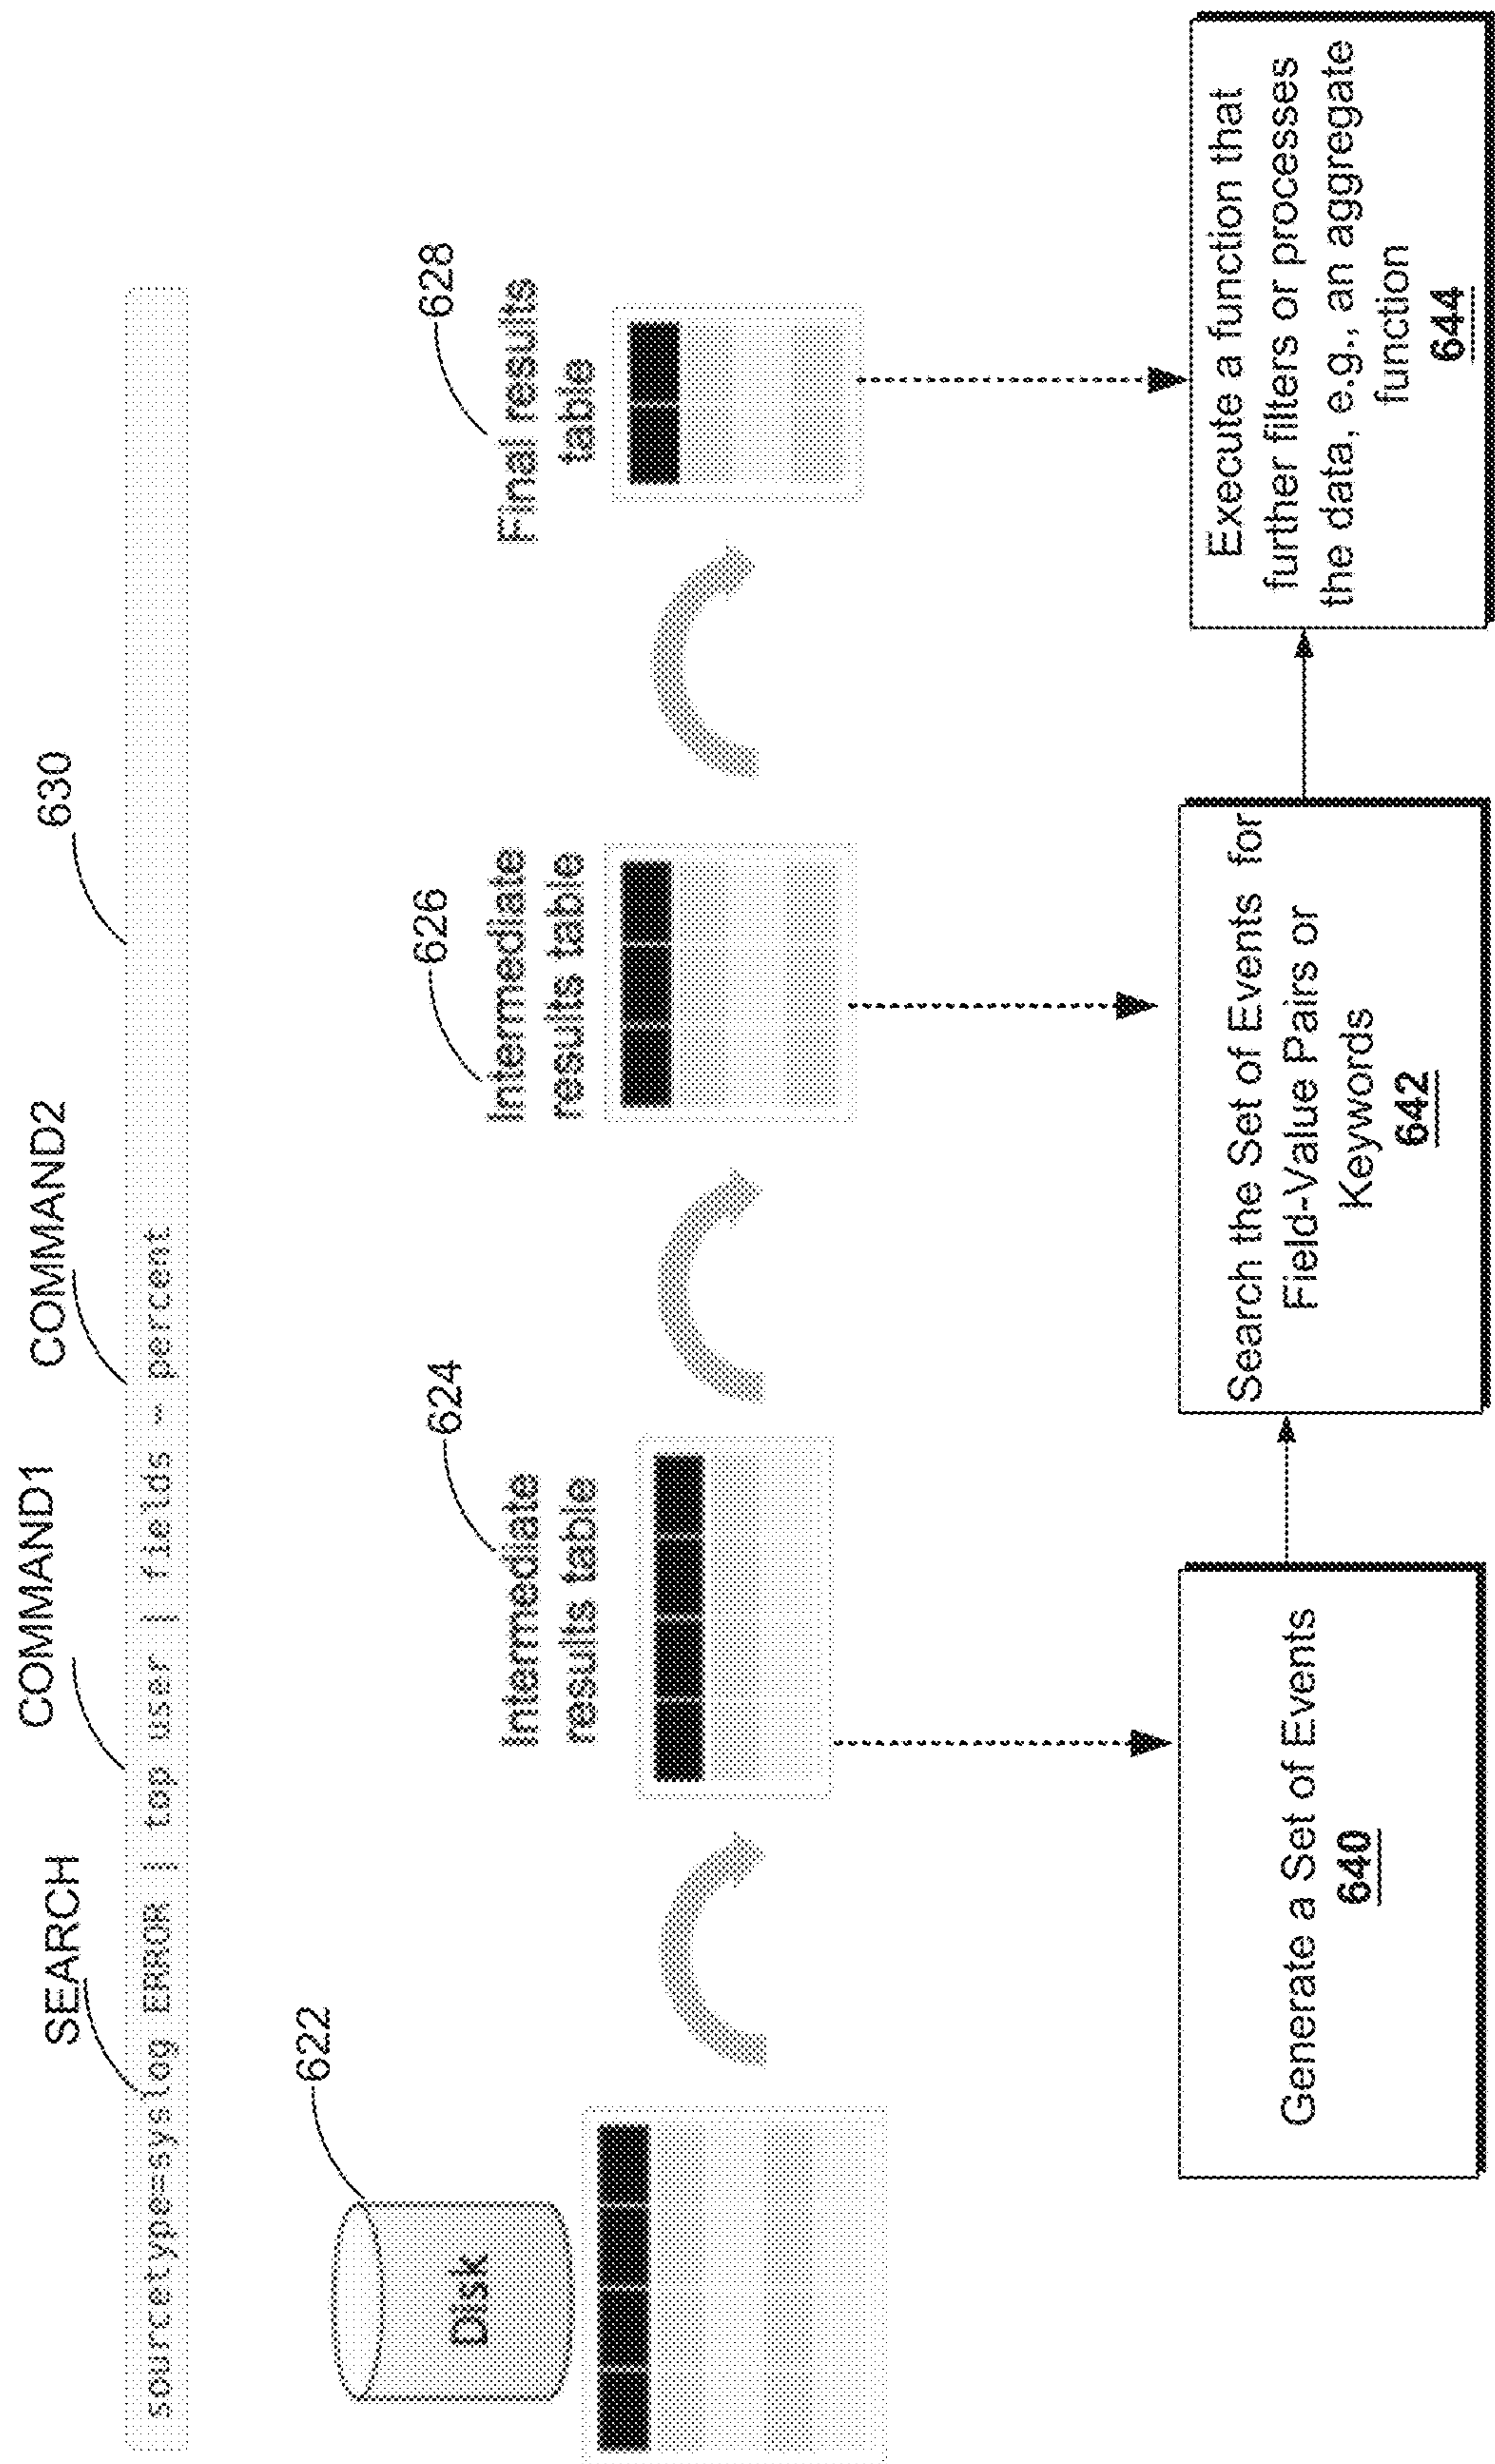 SEARCH
COMMAND1
COMMAND2
630
sourcetype=syslog ERROR | top user | fields - percent
622
Disk
624
Intermediate
results table
626
Intermediate
results table
628
Final results
table
Generate a Set of Events
640
Search the Set of Events for
Field-Value Pairs or
Keywords
642
Execute a function that
further filters or processes
the data, e.g., an aggregate
function
644